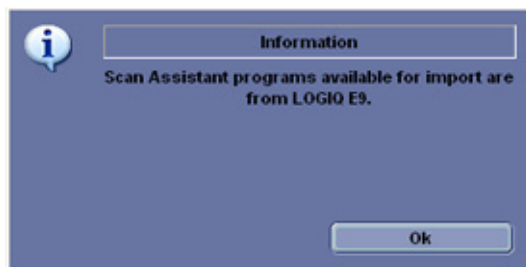 Information
Scan Assistant programs available for import are
from LOGIQ E9.
Ok